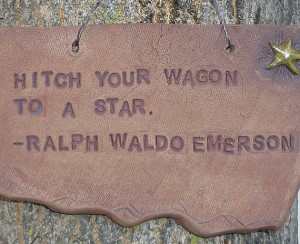 HITCH YOUR WAGON
TO A STAR.
-RALPH WALDO EMERSON